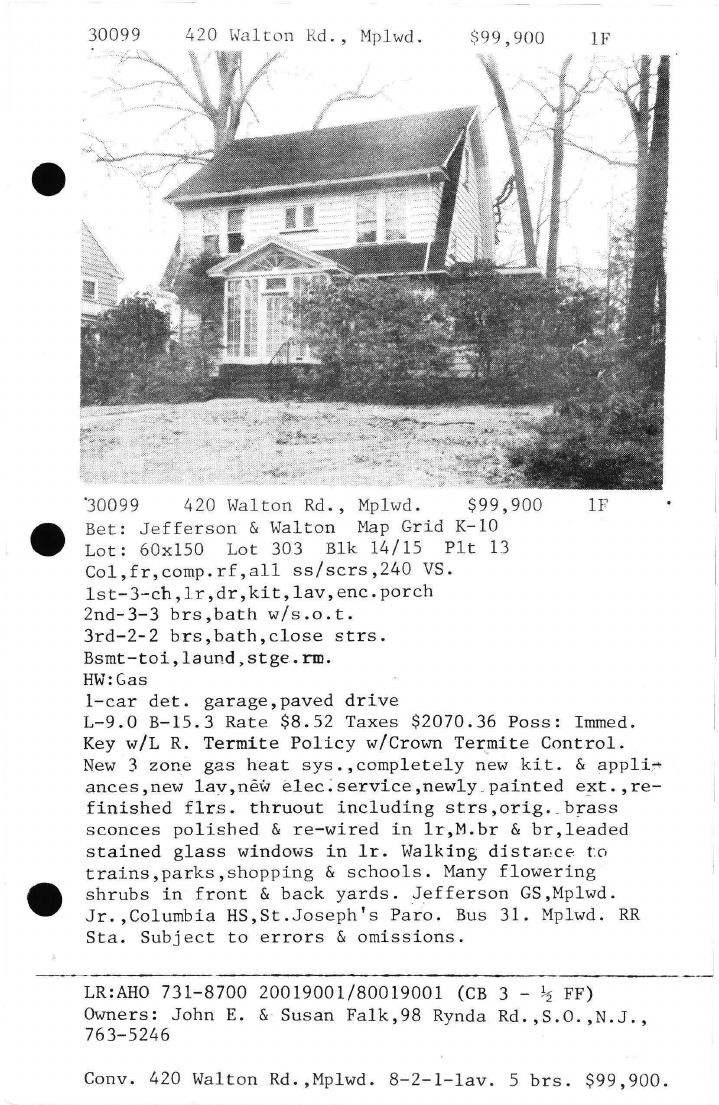 30099 420 Walton Rd., Mplwd. $99,900 1F
30099 420 Walton Rd., Mplwd. $99,900 1F
Bet: Jefferson & Walton Map Grid K-10
Lot: 60x150 Lot 303 Blk 14/15 Plt 13
Col,fr,comp.rf,all ss/scrs,240 VS.
1st-3-ch,lr,dr,kit,lav,enc.porch
2nd-3-3 brs,bath w/s.o.t.
3rd-2-2 brs,bath,close strs.
Bsmt-toi,laund,stge.rm.
HW:Gas
1-car det. garage,paved drive
L-9.0 B-15.3 Rate $8.52 Taxes $2070.36 Poss: Immed.
Key w/L R. Termite Policy w/Crown Termite Control.
New 3 zone gas heat sys.,completely new kit. & appli-
ances,new lav,new elec.service,newly painted ext.,re-
finished flrs. thruout including strs,orig. brass
sconces polished & re-wired in lr,M.br & br,leaded
stained glass windows in lr. Walking distance to
trains,parks,shopping & schools. Many flowering
shrubs in front & back yards. Jefferson GS,Mplwd.
Jr.,Columbia HS,St.Joseph's Paro. Bus 31. Mplwd. RR
Sta. Subject to errors & omissions.
LR:AHO 731-8700 20019001/80019001 (CB 3 - ½ FF)
Owners: John E. & Susan Falk,98 Rynda Rd.,S.O.,N.J.,
763-5246
Conv. 420 Walton Rd.,Mplwd. 8-2-1-lav. 5 brs. $99,900.